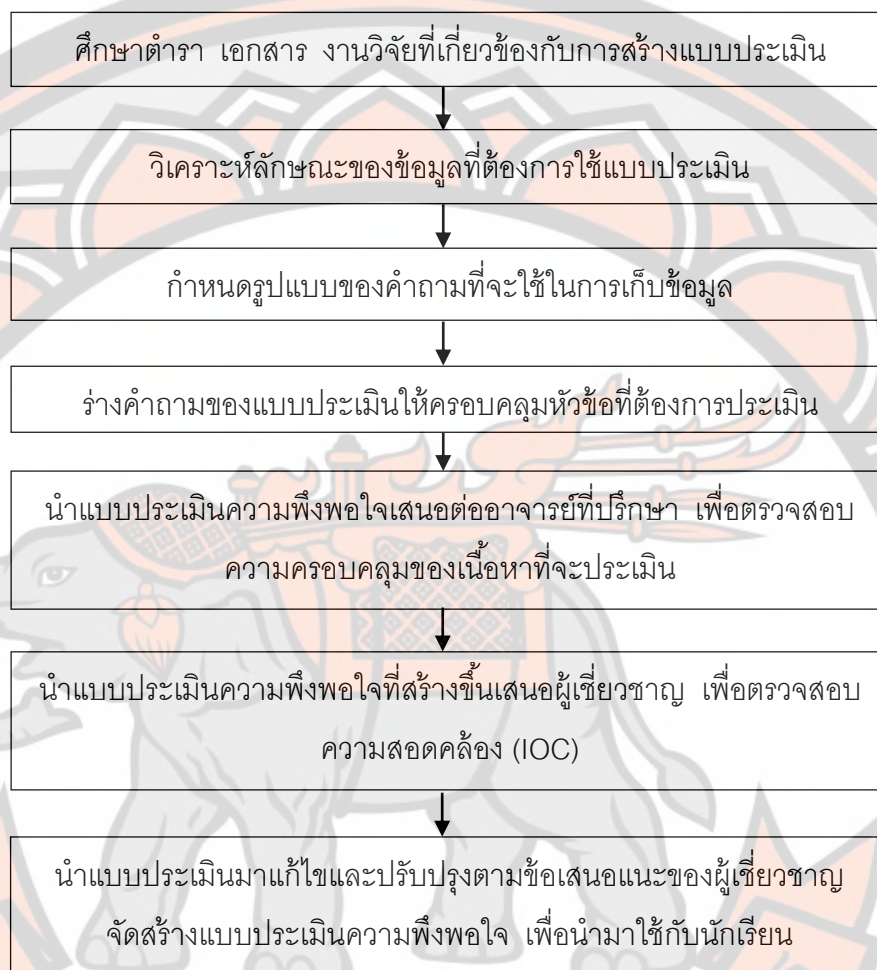 ศึกษาตำรา เอกสาร งานวิจัยที่เกี่ยวข้องกับการสร้างแบบประเมิน
วิเคราะห์ลักษณะของข้อมูลที่ต้องการใช้แบบประเมิน
กำหนดรูปแบบของคำถามที่จะใช้ในการเก็บข้อมูล
ร่างคำถามของแบบประเมินให้ครอบคลุมหัวข้อที่ต้องการประเมิน
นำแบบประเมินความพึงพอใจเสนอต่ออาจารย์ที่ปรึกษา เพื่อตรวจสอบ
ความครอบคลุมของเนื้อหาที่จะประเมิน
นำแบบประเมินความพึงพอใจที่สร้างขึ้นเสนอผู้เชี่ยวชาญ เพื่อตรวจสอบ
ความสอดคล้อง (IOC)
นำแบบประเมินมาแก้ไขและปรับปรุงตามข้อเสนอแนะของผู้เชี่ยวชาญ
จัดสร้างแบบประเมินความพึงพอใจ เพื่อนำมาใช้กับนักเรียน